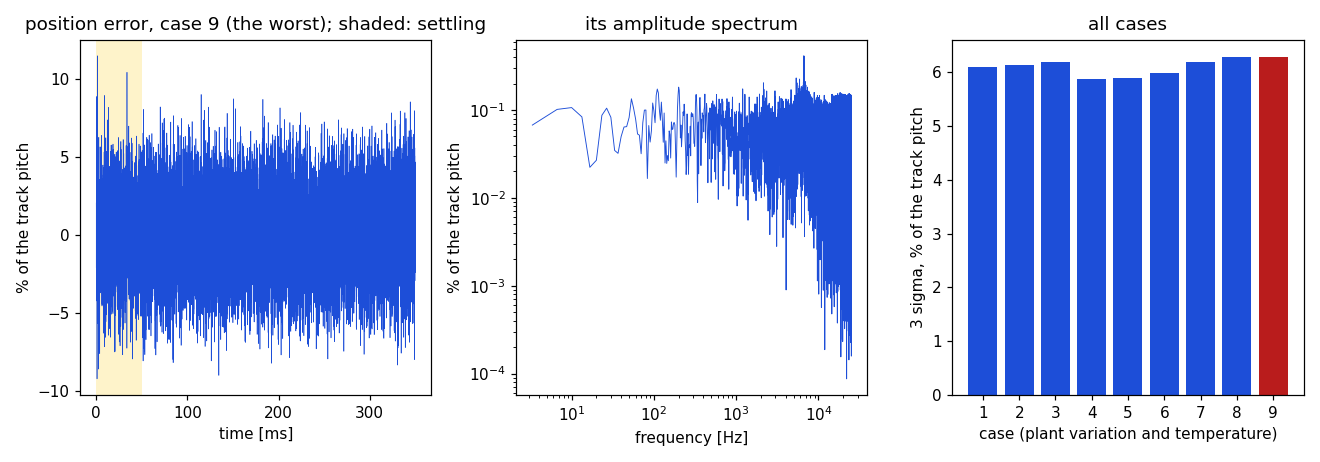 position error, case 9 (the worst); shaded: settling
% of the track pitch
10
5
0
−5
−10
0 100 200 300
time [ms]
its amplitude spectrum
% of the track pitch
10⁻¹
10⁻²
10⁻³
10⁻⁴
10¹ 10² 10³ 10⁴
frequency [Hz]
all cases
3 sigma, % of the track pitch
6
5
4
3
2
1
0
1 2 3 4 5 6 7 8 9
case (plant variation and temperature)